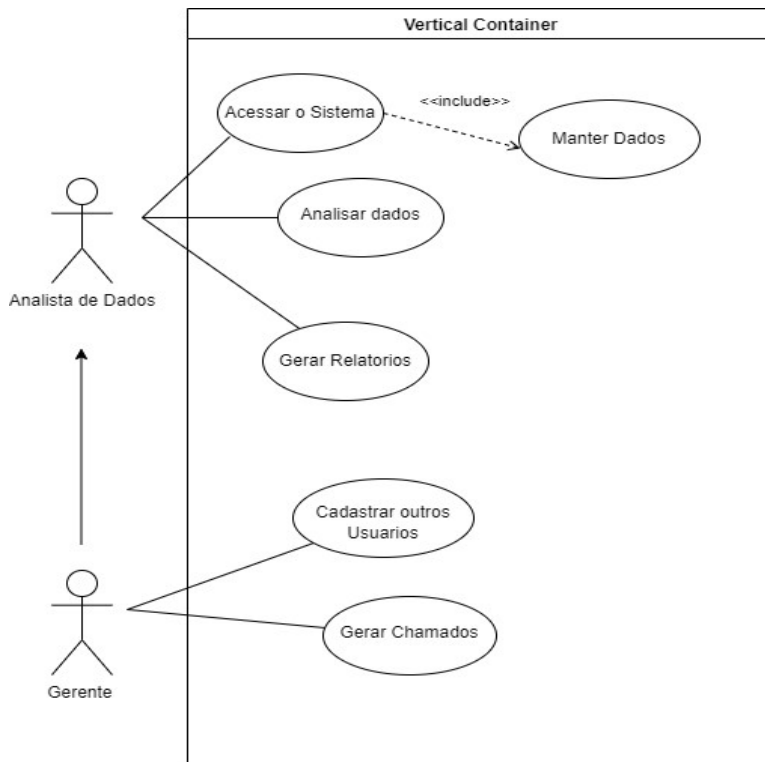 Vertical Container
Acessar o Sistema
<<include>>
Manter Dados
Analisar dados
Analista de Dados
Gerar Relatorios
Cadastrar outros
Usuarios
Gerar Chamados
Gerente